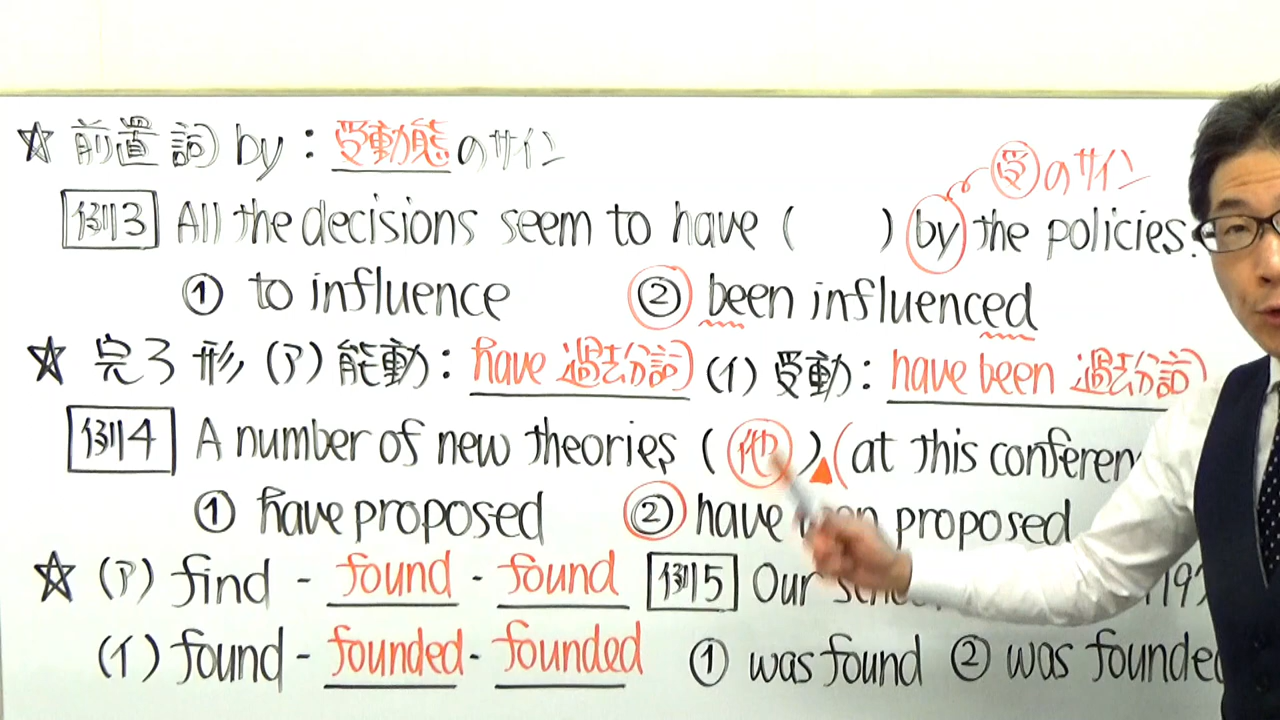 ☆ 前置詞 by : 受動態のサイン
受のサイン
例3 All the decisions seem to have ( ) by the policies.
① to influence ② been influenced
☆ 完了形 (ア) 能動 : have 過去分詞 (イ) 受動 : have been 過去分詞
例4 A number of new theories ( 他 ) ▲ ( at this conferen
① have proposed ② have been proposed
☆ (ア) find - found - found 例5 Our 197
(イ) found - founded - founded ① was found ② was founded